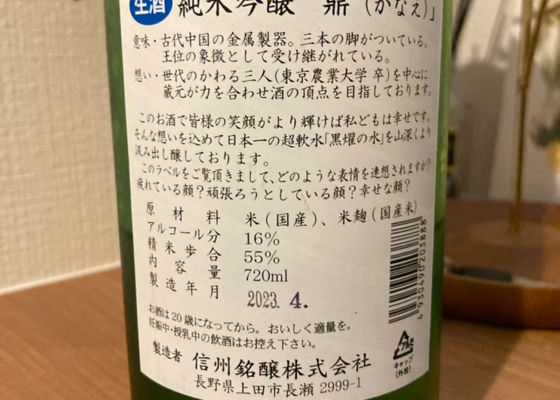 生酒 純米吟醸 鼎(かなえ)」
意味・古代中国の金属製器。三本の脚がついている。
王位の象徴として受け継がれている。
想い・世代のかわる三人(東京農業大学 卒)を中心に
蔵元が力を合わせ酒の頂点を目指しております。
このお酒で皆様の笑顔がより輝けば私どもは幸せです。
そんな想いを込めて日本一の超軟水「黒耀の水」を山深くより
汲み出し醸しております。
このラベルをご覧頂きまして、どのような表情を連想されますか?
疲れている顔?頑張ろうとしている顔?幸せな顔?
原材料 米(国産)、米麹(国産米)
アルコール分 16%
精米歩合 55%
内容量 720ml
製造年月 2023.4.
お酒は20歳になってから。おいしく適量を。
妊娠中・授乳中の飲酒はお控え下さい。
製造者 信州銘醸株式会社
長野県上田市長瀬 2999-1
4930490203888
キャップ
(外栓)